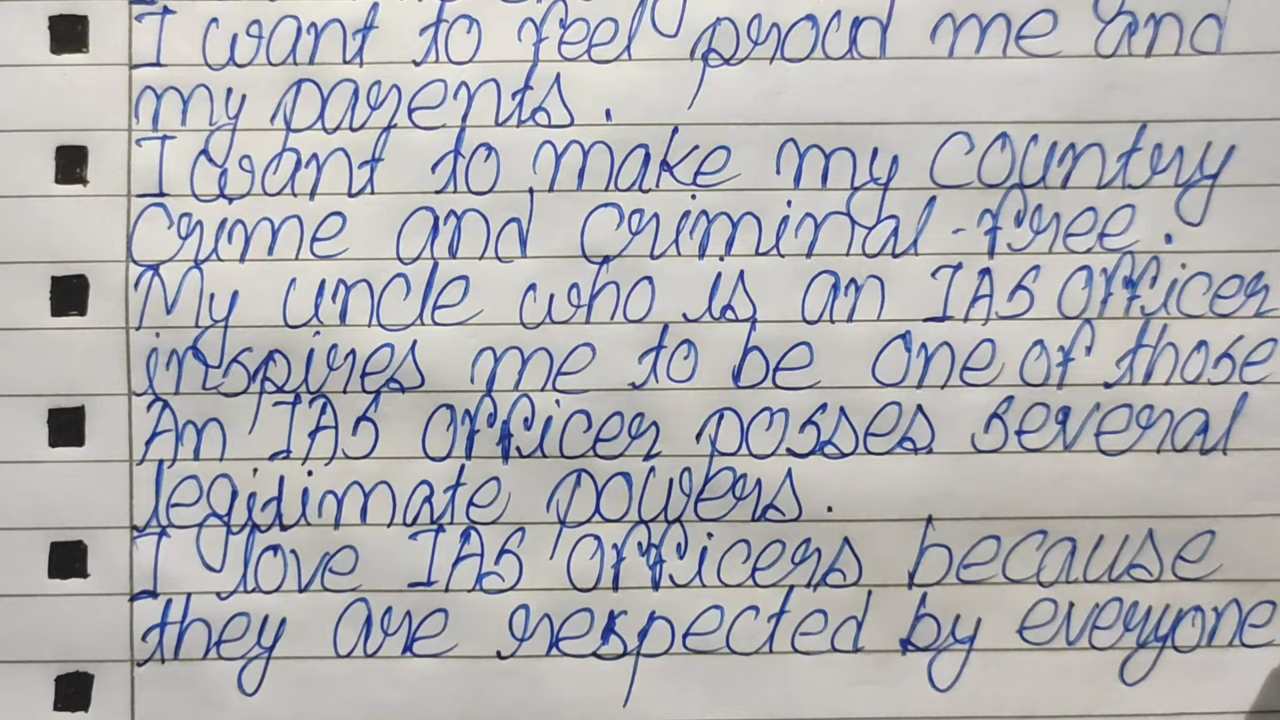 I want to feel proud me and
my parents.
I want to make my country
Crime and criminal-free.
My uncle who is an IAS officer
inspires me to be one of those
An IAS officer posses several
legitimate powers.
I love IAS officers because
they are respected by everyone